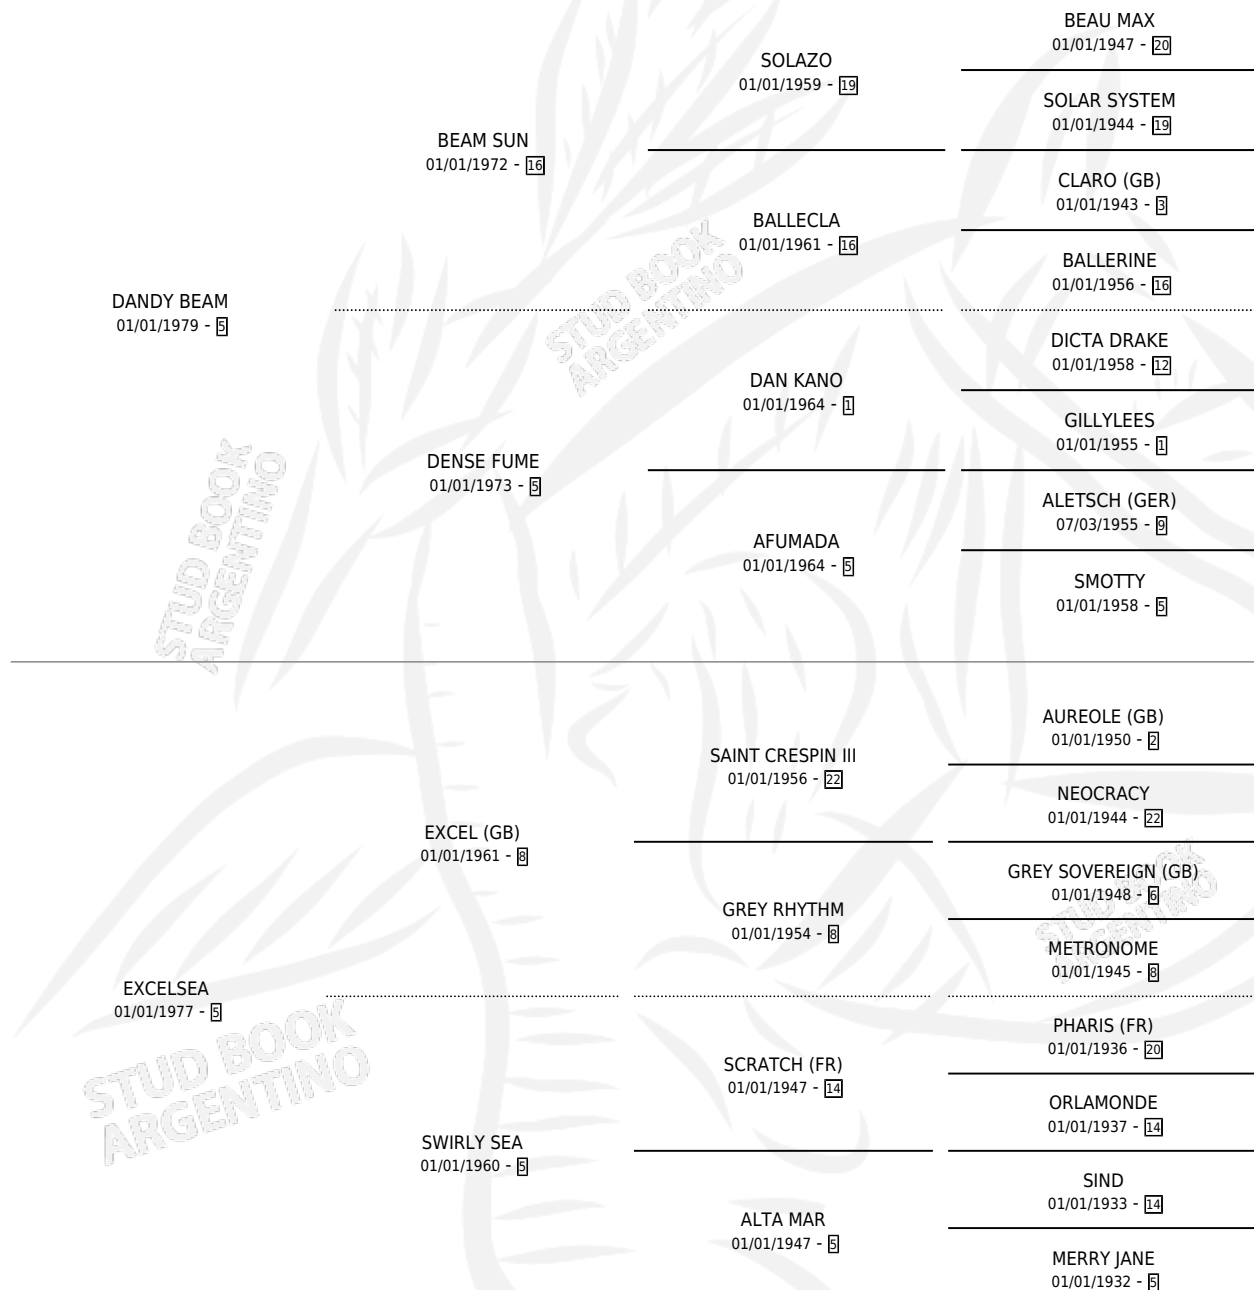 BEAU MAX
01/01/1947 - 20
SOLAZO
01/01/1959 - 19
SOLAR SYSTEM
01/01/1944 - 19
BEAM SUN
01/01/1972 - 16
CLARO (GB)
01/01/1943 - 3
BALLECLA
01/01/1961 - 16
BALLERINE
01/01/1956 - 16
DANDY BEAM
01/01/1979 - 5
DICTA DRAKE
01/01/1958 - 12
DAN KANO
01/01/1964 - 1
GILLYLEES
01/01/1955 - 1
DENSE FUME
01/01/1973 - 5
ALETSCH (GER)
07/03/1955 - 9
AFUMADA
01/01/1964 - 5
SMOTTY
01/01/1958 - 5
AUREOLE (GB)
01/01/1950 - 2
SAINT CRESPIN III
01/01/1956 - 22
NEOCRACY
01/01/1944 - 22
EXCEL (GB)
01/01/1961 - 8
GREY SOVEREIGN (GB)
01/01/1948 - 6
GREY RHYTHM
01/01/1954 - 8
METRONOME
01/01/1945 - 8
EXCELSEA
01/01/1977 - 5
PHARIS (FR)
01/01/1936 - 20
SCRATCH (FR)
01/01/1947 - 14
ORLAMONDE
01/01/1937 - 14
SWIRLY SEA
01/01/1960 - 5
SIND
01/01/1933 - 14
ALTA MAR
01/01/1947 - 5
MERRY JANE
01/01/1932 - 5
STUD BOOK
ARGENTINO
STUD BOOK
ARGENTINO
STUD BOOK
ARGENTINO
STUD BOOK
ARGENTINO